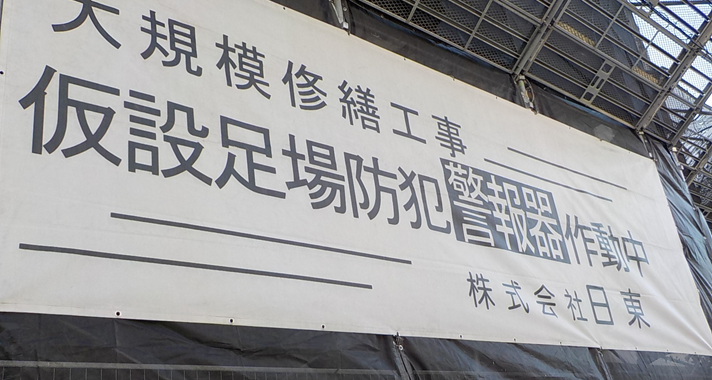 大規模修繕工事
仮設足場防犯警報器作動中
株式会社日東